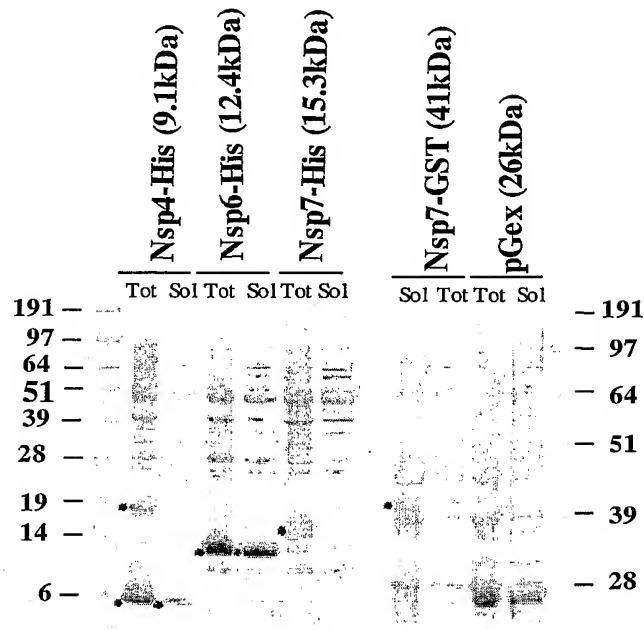 Nsp4-His (9.1kDa)
Nsp6-His (12.4kDa)
Nsp7-His (15.3kDa)
Nsp7-GST (41kDa)
pGex (26kDa)
Tot Sol Tot Sol Tot Sol
Sol Tot Tot Sol
191
97
64
51
39
28
19
14
6
191
97
64
51
39
28